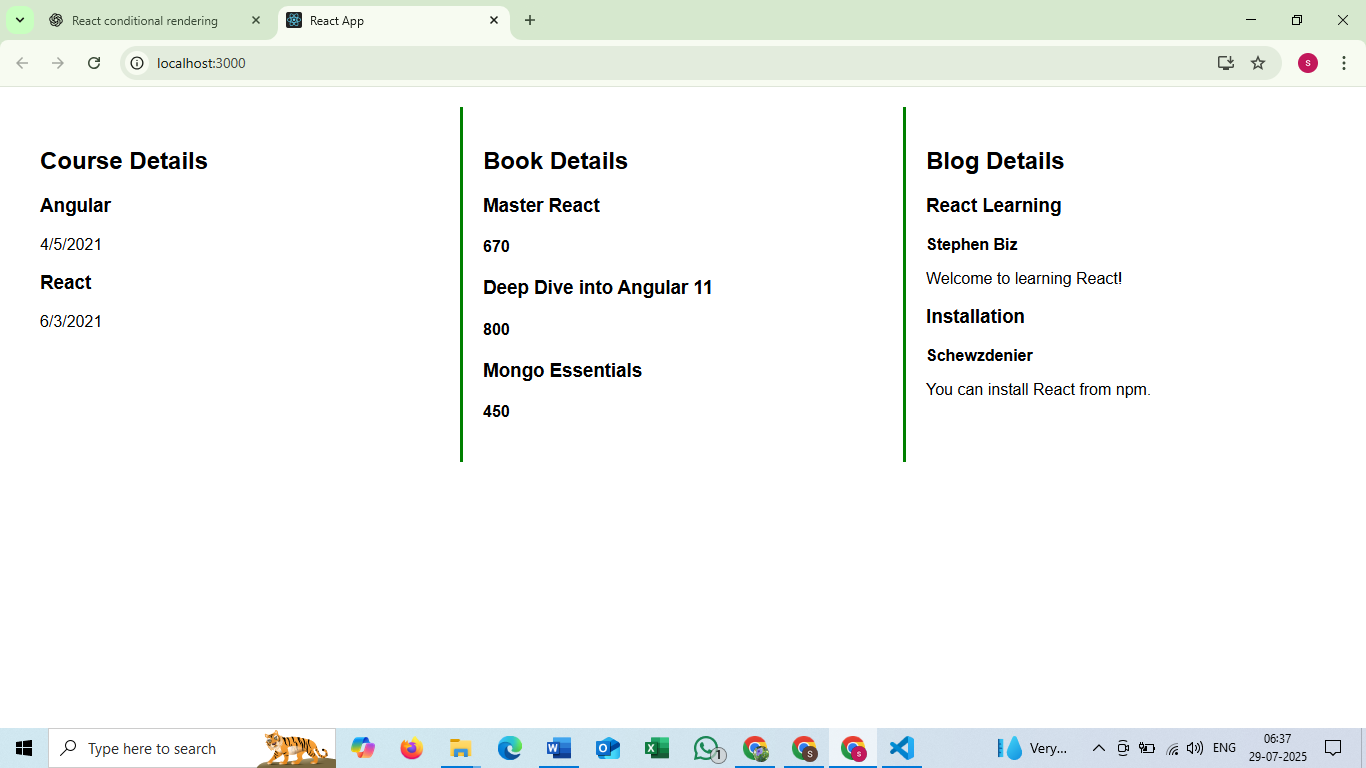 React conditional rendering
React App
localhost:3000
s
Course Details
Angular
4/5/2021
React
6/3/2021
Book Details
Master React
670
Deep Dive into Angular 11
800
Mongo Essentials
450
Blog Details
React Learning
Stephen Biz
Welcome to learning React!
Installation
Schewzdenier
You can install React from npm.
Type here to search
1
Very...
ENG
06:37
29-07-2025